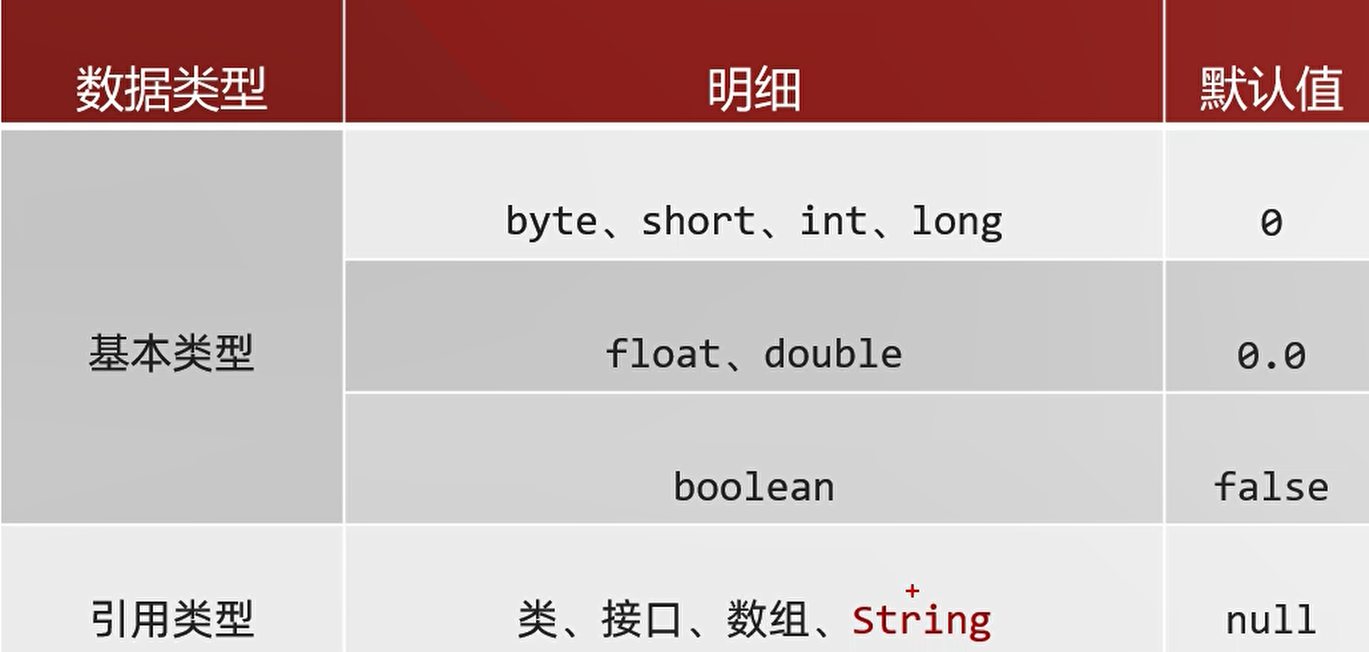 数据类型 明细 默认值
byte、short、int、long 0
基本类型 float、double 0.0
boolean false
引用类型 类、接口、数组、String null